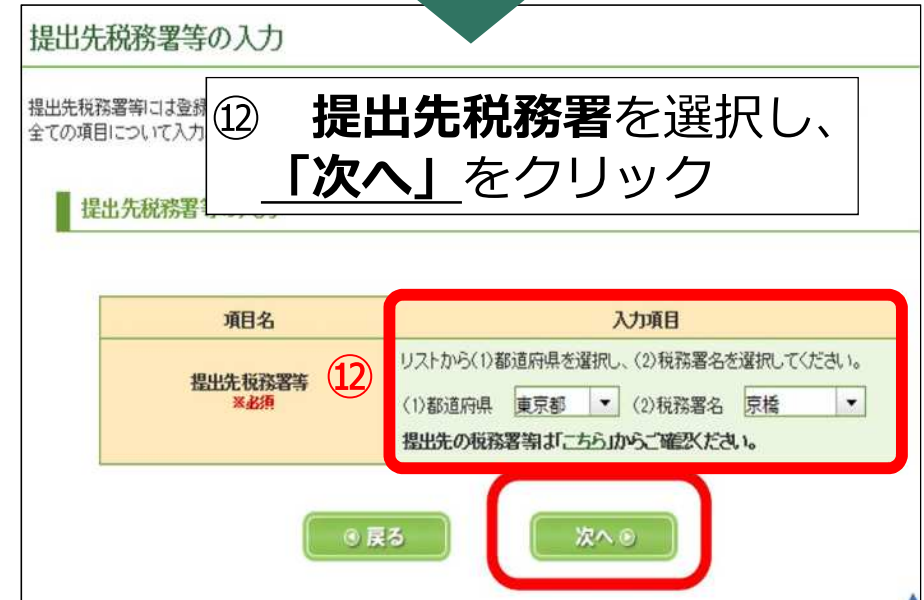 提出先税務署等の入力
提出先税務署等には登録
全ての項目について入力
⑫ 提出先税務署を選択し、
「次へ」をクリック
提出先税務署
項目名
入力項目
提出先税務署等
※必須
⑫
リストから(1)都道府県を選択し、(2)税務署名を選択してください。
(1)都道府県 東京都 ▼ (2)税務署名 京橋 ▼
提出先の税務署等は「こちら」からご確認ください。
戻る
次へ